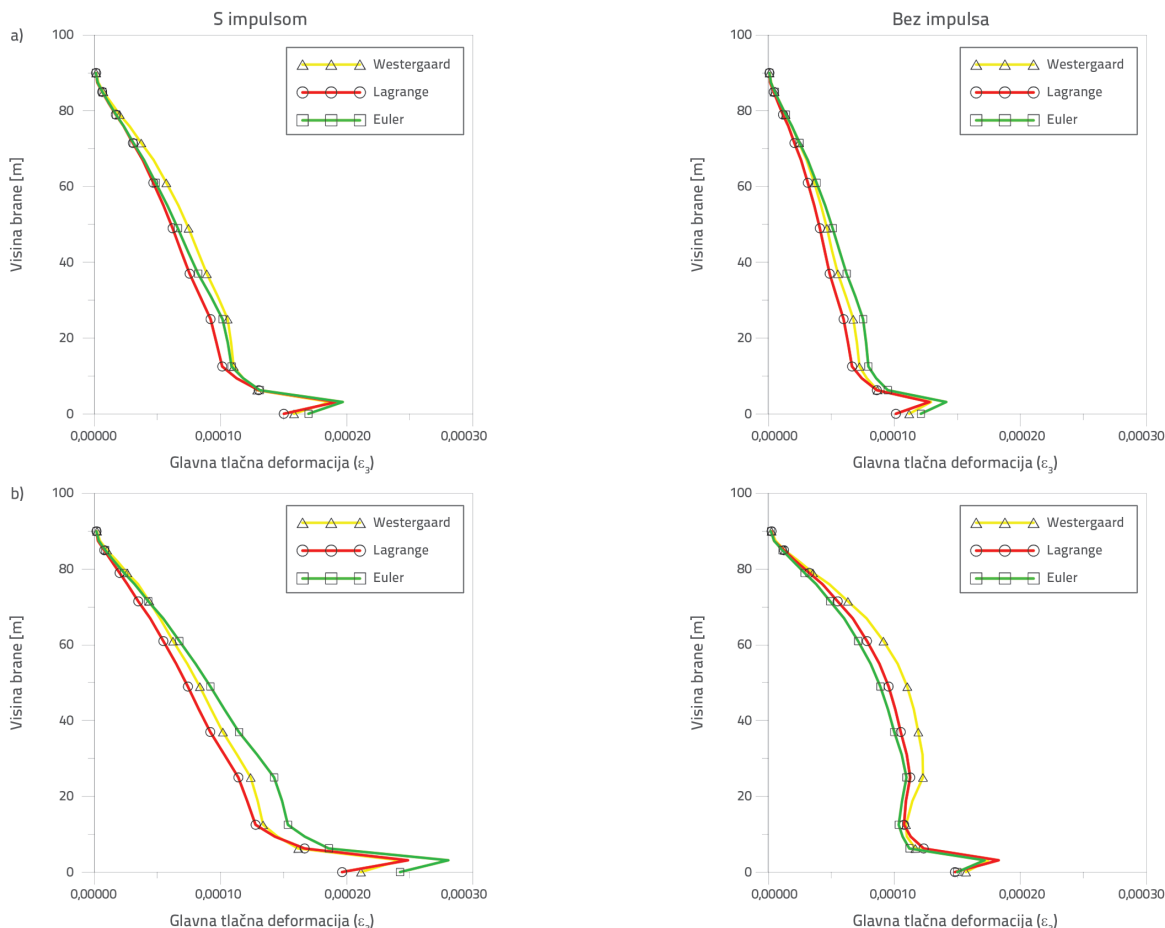 S impulsom
Bez impulsa
a)
100
80
60
40
20
0
Visina brane [m]
Westergaard
Lagrange
Euler
0,00000
0,00010
0,00020
0,00030
Glavna tlačna deformacija (ε₃)
100
80
60
40
20
0
Visina brane [m]
Westergaard
Lagrange
Euler
0,00000
0,00010
0,00020
0,00030
Glavna tlačna deformacija (ε₃)
b)
100
80
60
40
20
0
Visina brane [m]
Westergaard
Lagrange
Euler
0,00000
0,00010
0,00020
0,00030
Glavna tlačna deformacija (ε₃)
100
80
60
40
20
0
Visina brane [m]
Westergaard
Lagrange
Euler
0,00000
0,00010
0,00020
0,00030
Glavna tlačna deformacija (ε₃)